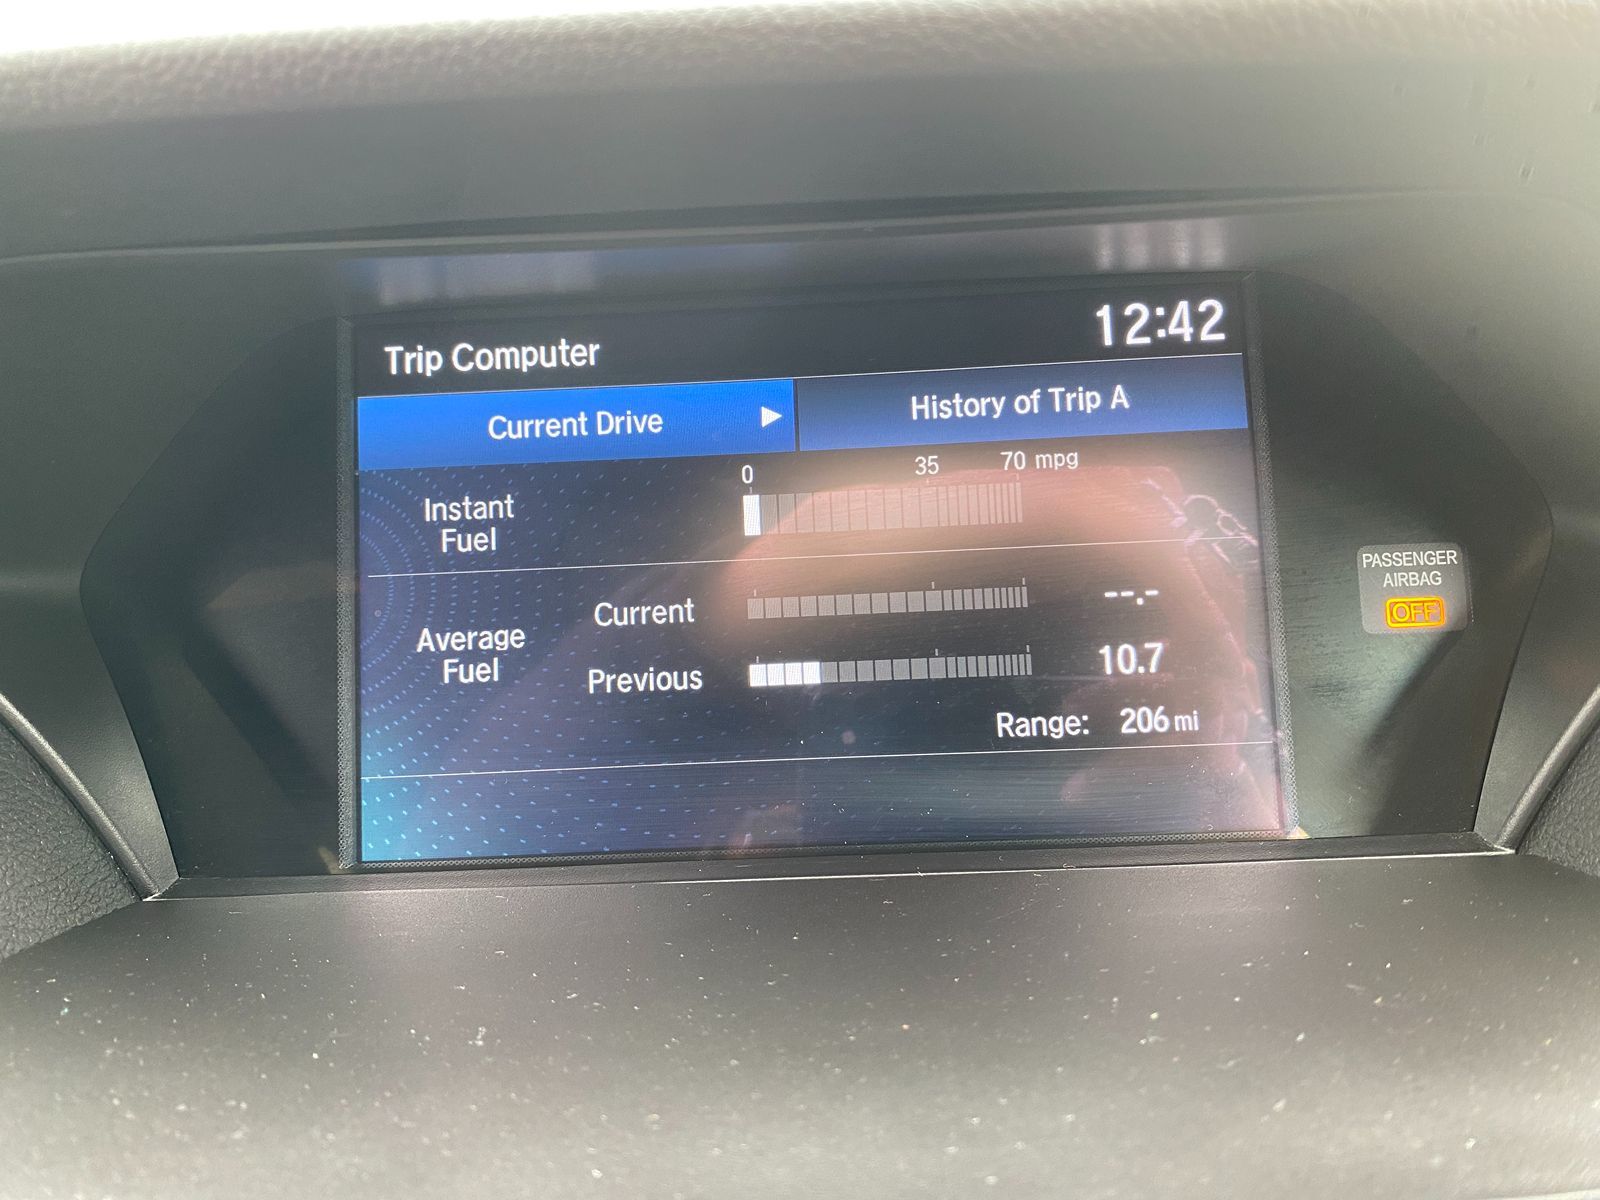 Trip Computer 12:42
Current Drive ▶ History of Trip A
0 35 70 mpg
Instant
Fuel
Average
Fuel
Current --.-
Previous 10.7
Range: 206 mi
PASSENGER
AIRBAG
OFF